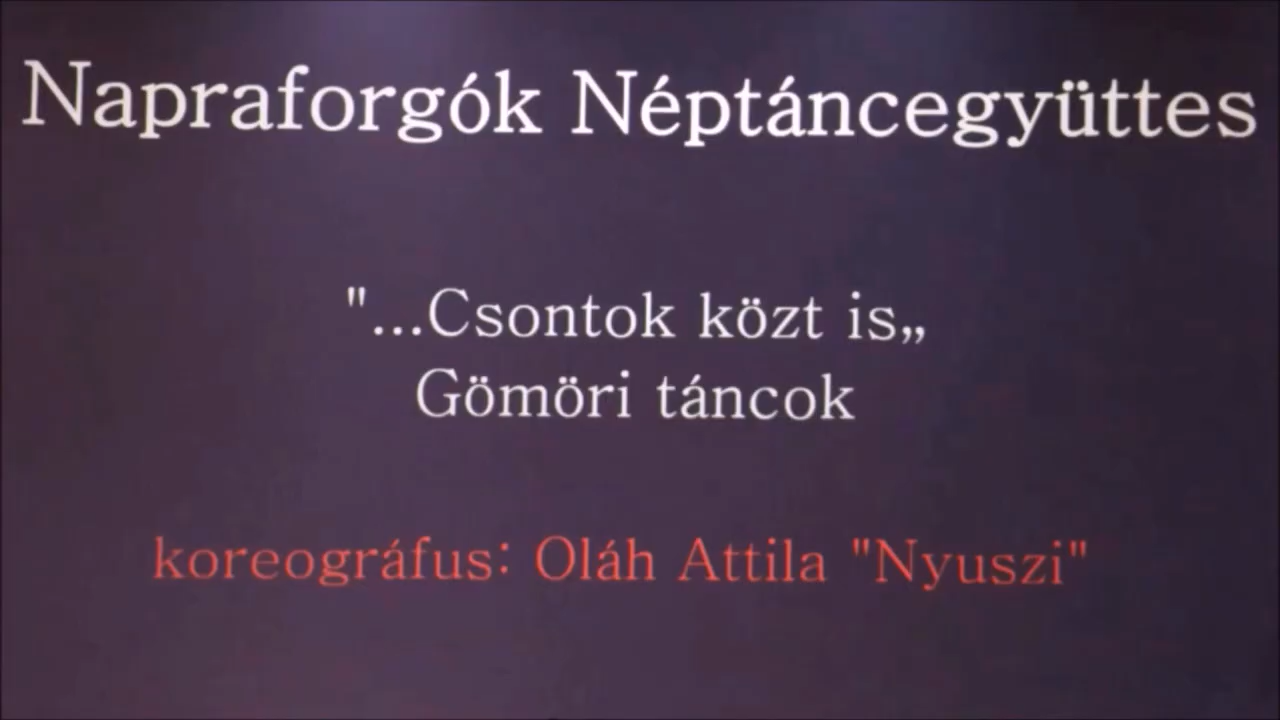 Napraforgók Néptáncegyüttes
"...Csontok közt is„
Gömöri táncok
koreográfus: Oláh Attila "Nyuszi"